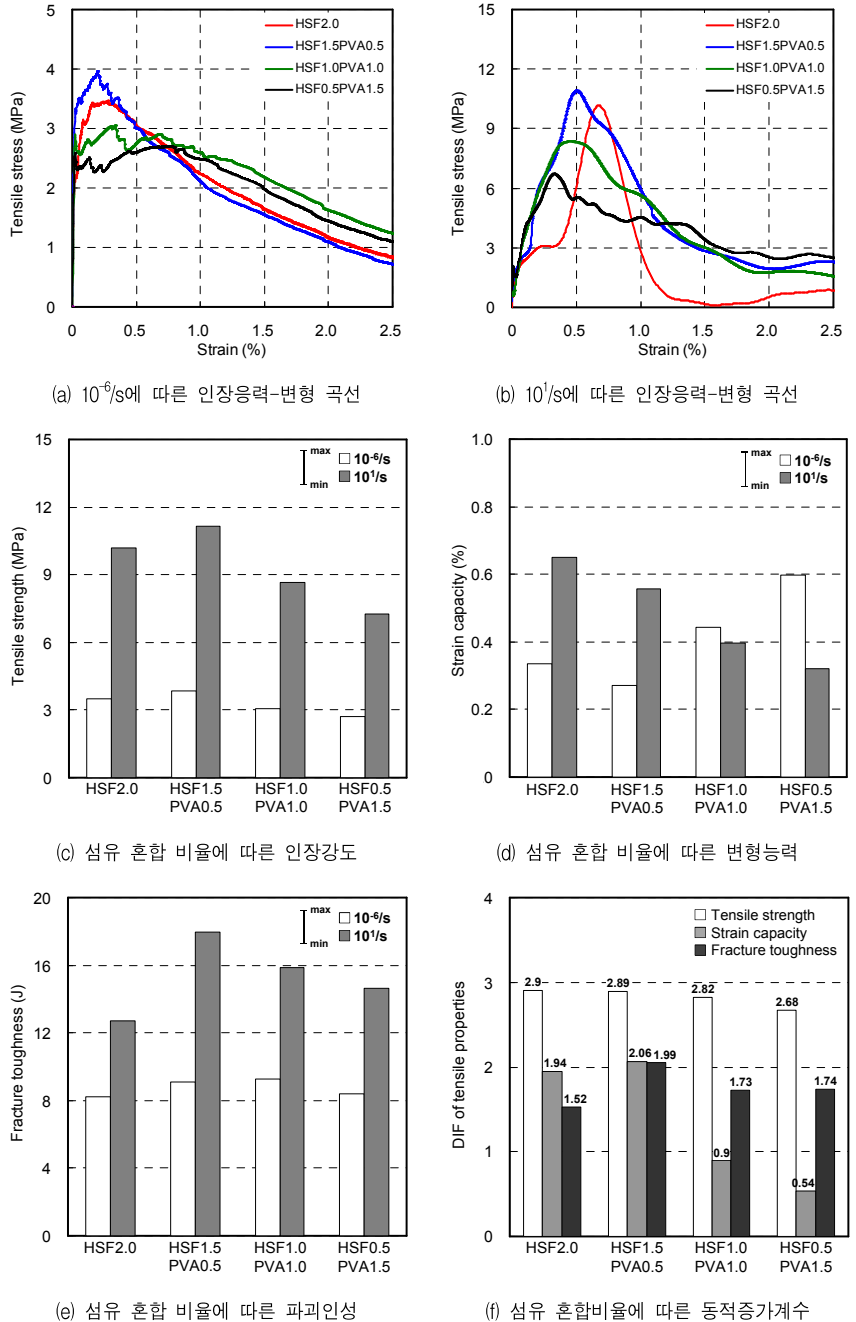 6
5
4
3
2
1
0
Tensile stress (MPa)
HSF2.0
HSF1.5PVA0.5
HSF1.0PVA1.0
HSF0.5PVA1.5
0 0.5 1.0 1.5 2.0 2.5
Strain (%)
(a) 10⁻⁶/s에 따른 인장응력-변형 곡선
15
12
9
6
3
0
Tensile stress (MPa)
HSF2.0
HSF1.5PVA0.5
HSF1.0PVA1.0
HSF0.5PVA1.5
0 0.5 1.0 1.5 2.0 2.5
Strain (%)
(b) 10¹/s에 따른 인장응력-변형 곡선
15
12
9
6
3
0
Tensile strength (MPa)
max
min
10⁻⁶/s
10¹/s
HSF2.0 HSF1.5 HSF1.0 HSF0.5
PVA0.5 PVA1.0 PVA1.5
(c) 섬유 혼합 비율에 따른 인장강도
1.0
0.8
0.6
0.4
0.2
0
Strain capacity (%)
max
min
10⁻⁶/s
10¹/s
HSF2.0 HSF1.5 HSF1.0 HSF0.5
PVA0.5 PVA1.0 PVA1.5
(d) 섬유 혼합 비율에 따른 변형능력
20
16
12
8
4
0
Fracture toughness (J)
max
min
10⁻⁶/s
10¹/s
HSF2.0 HSF1.5 HSF1.0 HSF0.5
PVA0.5 PVA1.0 PVA1.5
(e) 섬유 혼합 비율에 따른 파괴인성
4
3
2
1
0
DIF of tensile properties
Tensile strength
Strain capacity
Fracture toughness
2.9 2.89 2.82 2.68
1.94 1.52 2.06 1.99 0.9 1.73 0.54 1.74
HSF2.0 HSF1.5 HSF1.0 HSF0.5
PVA0.5 PVA1.0 PVA1.5
(f) 섬유 혼합비율에 따른 동적증가계수